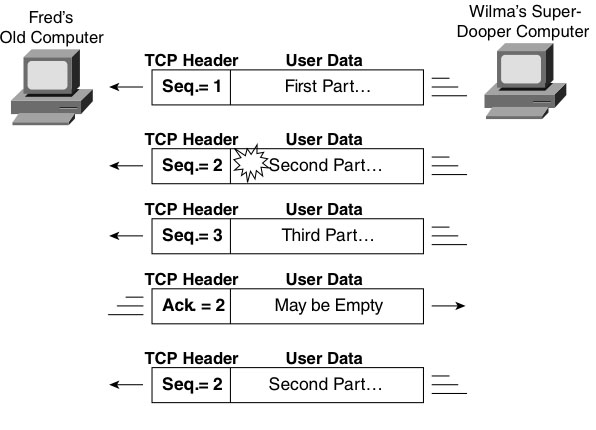 Fred's
Old Computer
Wilma's Super-
Dooper Computer
TCP Header User Data
Seq.= 1 First Part...
TCP Header User Data
Seq.= 2 Second Part...
TCP Header User Data
Seq.= 3 Third Part...
TCP Header User Data
Ack. = 2 May be Empty
TCP Header User Data
Seq.= 2 Second Part...